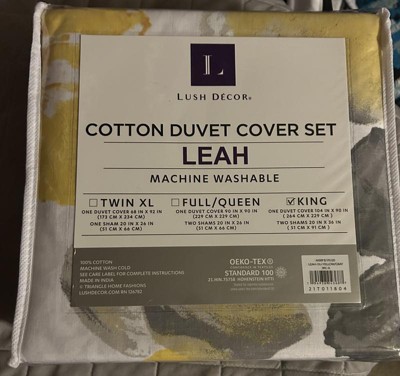 L
LUSH DÉCOR®
COTTON DUVET COVER SET
LEAH
MACHINE WASHABLE
☐ TWIN XL ☐ FULL/QUEEN ☑ KING
ONE DUVET COVER 68 IN X 92 IN ONE DUVET COVER 90 IN X 90 IN ONE DUVET COVER 104 IN X 90 IN
(173 CM X 234 CM) (229 CM X 229 CM) (264 CM X 229 CM)
ONE SHAM 20 IN X 26 IN TWO SHAMS 20 IN X 26 IN TWO SHAMS 20 IN X 36 IN
(51 CM X 66 CM) (51 CM X 66 CM) (51 CM X 91 CM)
100% COTTON
MACHINE WASH COLD
SEE CARE LABEL FOR COMPLETE INSTRUCTIONS
MADE IN INDIA
© TRIANGLE HOME FASHIONS
LUSHDECOR.COM
OEKO-TEX®
STANDARD 100
21T011804